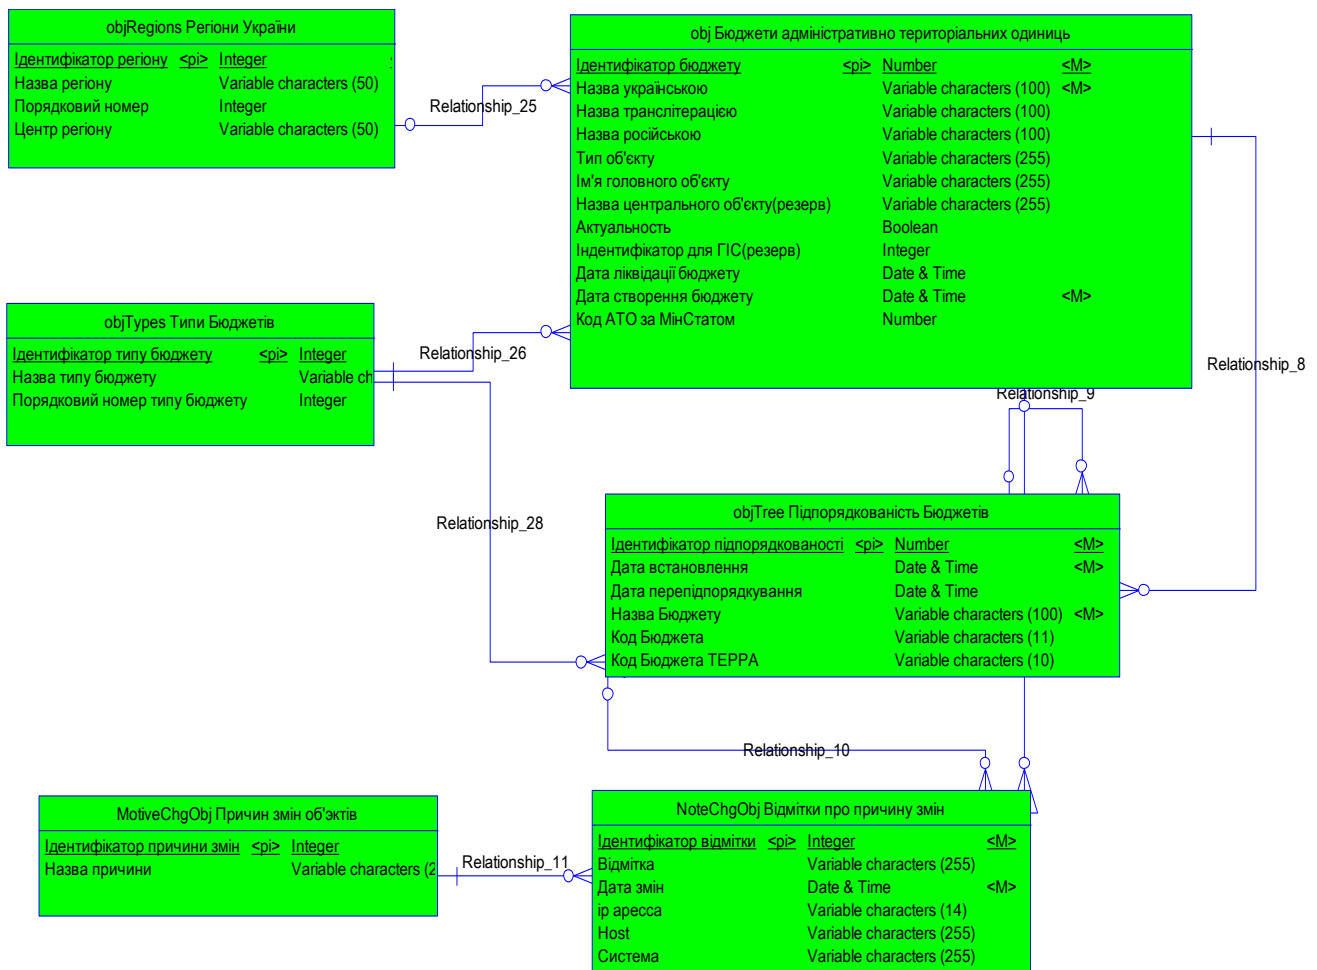 objRegions Регіони України
Ідентифікатор регіону <pi> Integer
Назва регіону Variable characters (50)
Порядковий номер Integer
Центр регіону Variable characters (50)
Relationship_25
obj Бюджети адміністративно територіальних одиниць
Ідентифікатор бюджету <pi> Number <M>
Назва українською Variable characters (100) <M>
Назва транслітерацією Variable characters (100)
Назва російською Variable characters (100)
Тип об'єкту Variable characters (255)
Ім'я головного об'єкту Variable characters (255)
Назва центрального об'єкту(резерв) Variable characters (255)
Актуальность Boolean
Індентифікатор для ГІС(резерв) Integer
Дата ліквідації бюджету Date & Time
Дата створення бюджету Date & Time <M>
Код АТО за МінСтатом Number
objTypes Типи Бюджетів
Ідентифікатор типу бюджету <pi> Integer
Назва типу бюджету Variable ch
Порядковий номер типу бюджету Integer
Relationship_26
Relationship_8
Relationship_9
Relationship_28
objTree Підпорядкованість Бюджетів
Ідентифікатор підпорядкованості <pi> Number <M>
Дата встановлення Date & Time <M>
Дата перепідпорядкування Date & Time
Назва Бюджету Variable characters (100) <M>
Код Бюджета Variable characters (11)
Код Бюджета ТЕРРА Variable characters (10)
Relationship_10
MotiveChgObj Причин змін об'эктів
Ідентифікатор причини змін <pi> Integer
Назва причини Variable characters (2
Relationship_11
NoteChgObj Відмітки про причину змін
Ідентифікатор відмітки <pi> Integer <M>
Відмітка Variable characters (255)
Дата змін Date & Time <M>
ip аресса Variable characters (14)
Host Variable characters (255)
Система Variable characters (255)